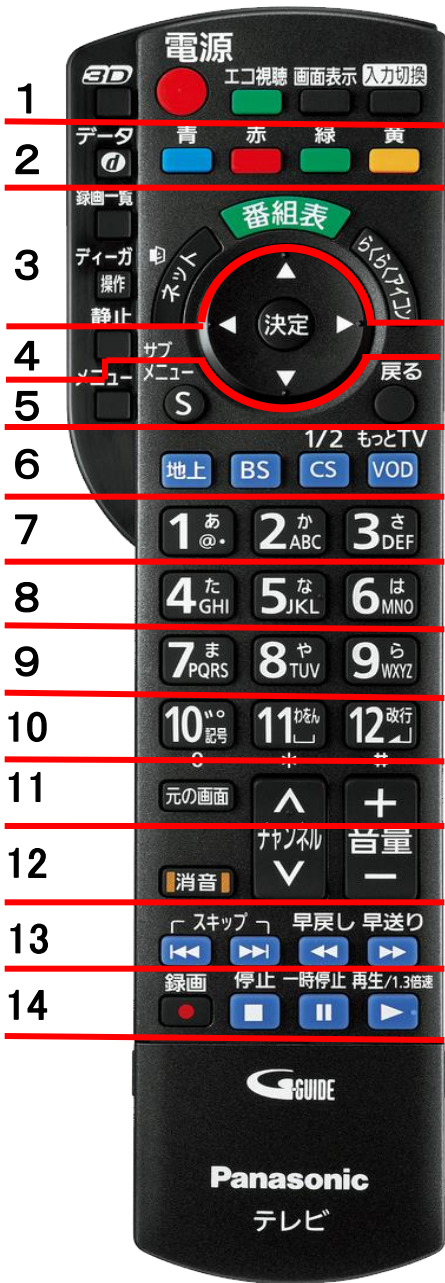 電源
3D エコ視聴 画面表示 入力切換
1
データ 青 赤 緑 黄
2 d
録画一覧 番組表
3 ディーガ ネット らくらくアイコン
操作 決定
静止
4 サブ
メニュー メニュー 戻る
5 S
1/2 もっとTV
6 地上 BS CS VOD
7 1 あ @. 2 か ABC 3 さ DEF
8 4 た GHI 5 な JKL 6 は MNO
9 7 ま PQRS 8 や TUV 9 ら WXYZ
10 10 ゛゜ 記号 11 わをん 12 改行
0 * #
11 元の画面 +
チャンネル 音量
12 消音 −
13 スキップ 早戻し 早送り
録画 停止 一時停止 再生/1.3倍速
14
G-GUIDE
Panasonic
テレビ